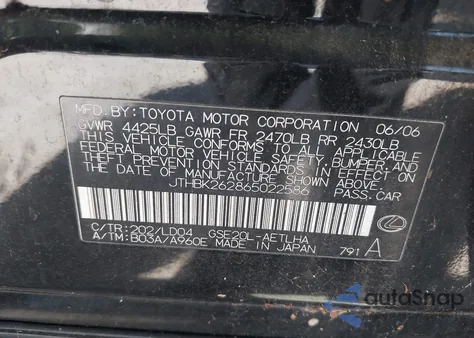 MFD BY: TOYOTA MOTOR CORPORATION 06/06
GVWR 4425LB GAWR FR 2470LB RR 2430LB
THIS VEHICLE CONFORMS TO ALL APPLICABLE
FEDERAL MOTOR VEHICLE SAFETY, BUMPER, AND
THEFT PREVENTION STANDARDS IN EFFECT ON
THE DATE OF MANUFACTURE SHOWN ABOVE.
JTHBK262865022586 PASS.CAR
C/TR: 202/LD04 GSE20L-AETLHA
A/TM: B03A/A960E MADE IN JAPAN 791 A
autoSnap